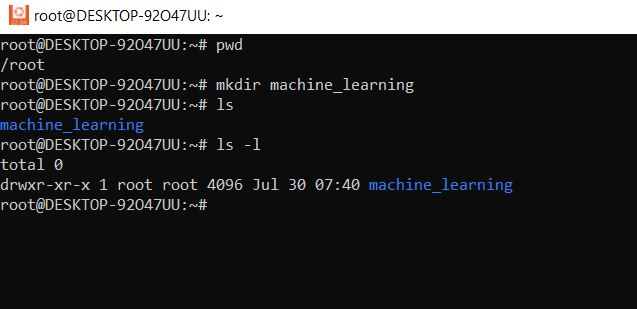 root@DESKTOP-92O47UU: ~
root@DESKTOP-92O47UU:~# pwd
/root
root@DESKTOP-92O47UU:~# mkdir machine_learning
root@DESKTOP-92O47UU:~# ls
machine_learning
root@DESKTOP-92O47UU:~# ls -l
total 0
drwxr-xr-x 1 root root 4096 Jul 30 07:40 machine_learning
root@DESKTOP-92O47UU:~#